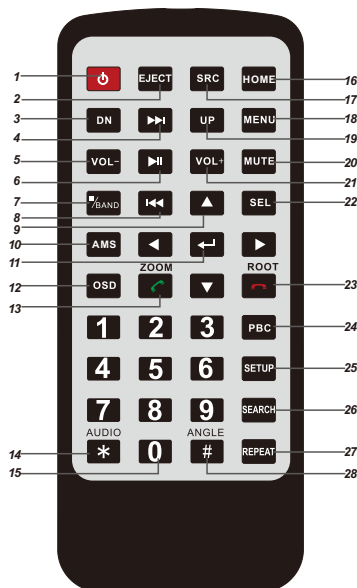 1 EJECT SRC HOME 16
2 17
3 DN UP MENU 18
4 19
5 VOL- VOL+ MUTE 20
6 21
7 /BAND SEL 22
8
9
10 AMS
11
ZOOM ROOT
12 OSD 23
13
1 2 3 PBC 24
4 5 6 SETUP 25
7 8 9 SEARCH 26
AUDIO ANGLE
14 * 0 # REPEAT 27
15 28